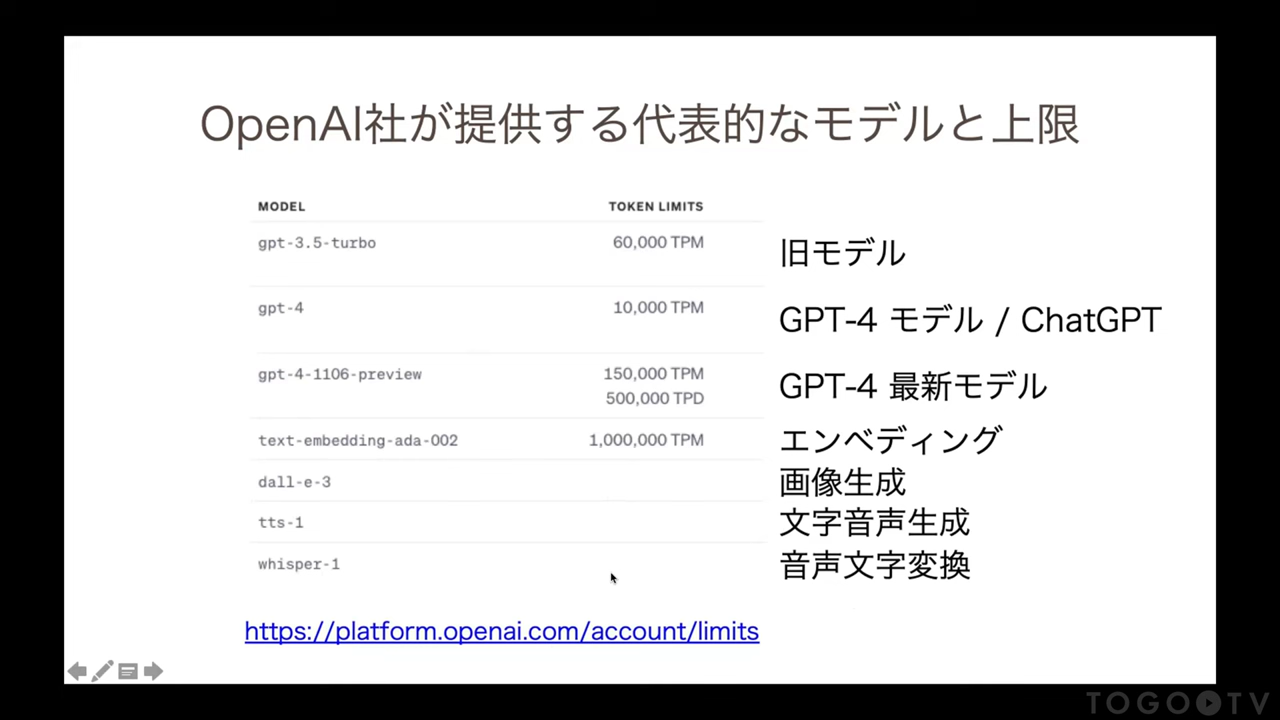 OpenAI社が提供する代表的なモデルと上限
MODEL TOKEN LIMITS
gpt-3.5-turbo 60,000 TPM 旧モデル
gpt-4 10,000 TPM GPT-4 モデル / ChatGPT
gpt-4-1106-preview 150,000 TPM GPT-4 最新モデル
500,000 TPD
text-embedding-ada-002 1,000,000 TPM エンベディング
dall-e-3 画像生成
tts-1 文字音声生成
whisper-1 音声文字変換
https://platform.openai.com/account/limits
TOGO TV